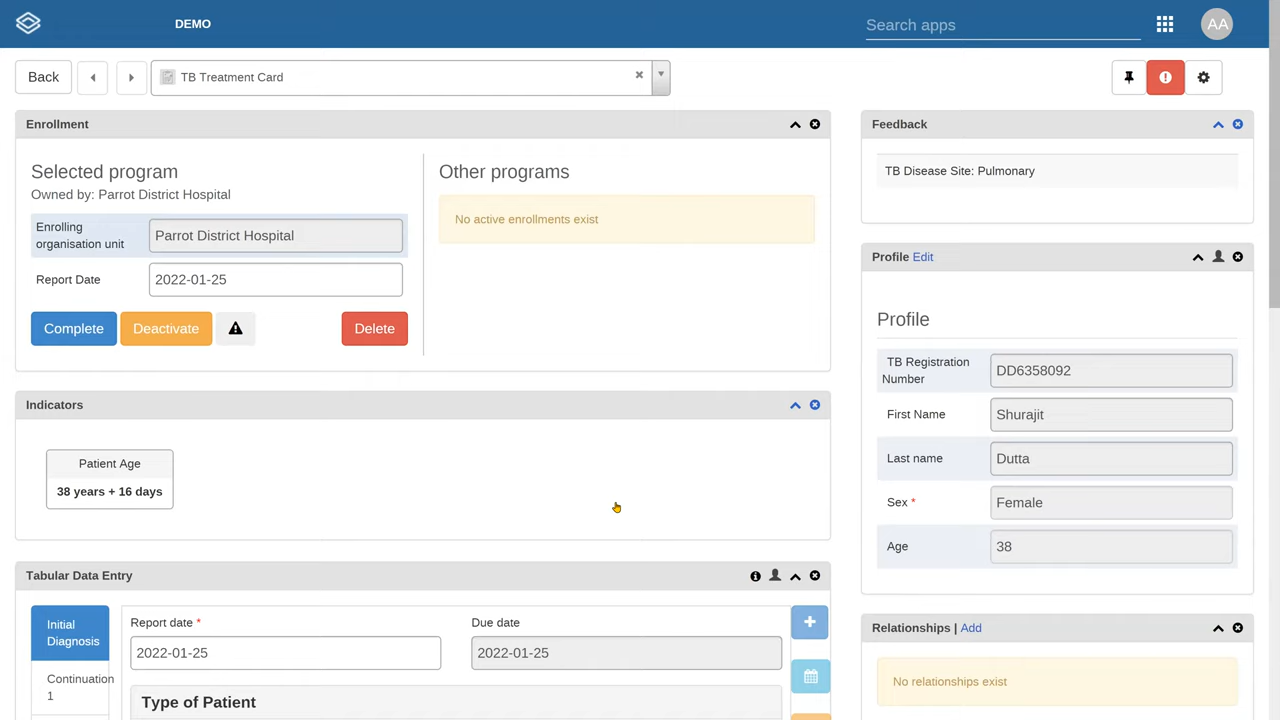 DEMO
Search apps
AA
Back
TB Treatment Card
Enrollment
Selected program
Owned by: Parrot District Hospital
Enrolling
organisation unit
Parrot District Hospital
Report Date
2022-01-25
Complete
Deactivate
Delete
Other programs
No active enrollments exist
Indicators
Patient Age
38 years + 16 days
Tabular Data Entry
Initial
Diagnosis
Continuation
1
Report date *
2022-01-25
Due date
2022-01-25
Type of Patient
Feedback
TB Disease Site: Pulmonary
Profile Edit
Profile
TB Registration
Number
DD6358092
First Name
Shurajit
Last name
Dutta
Sex *
Female
Age
38
Relationships | Add
No relationships exist